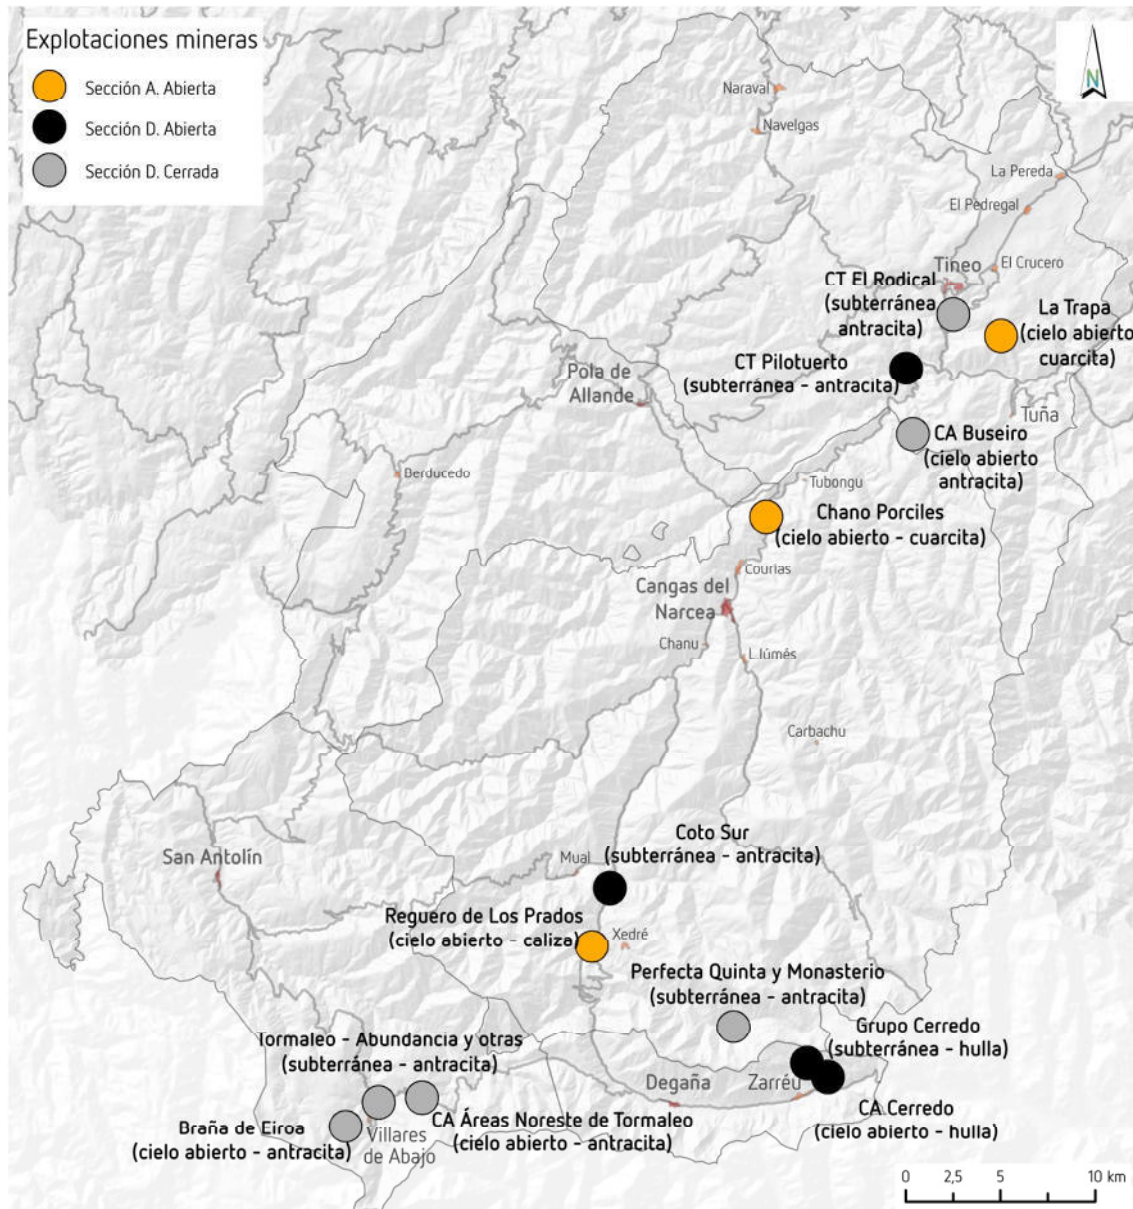 Explotaciones mineras
Sección A. Abierta
Sección D. Abierta
Sección D. Cerrada
N
Naraval
Navelgas
La Pereda
El Pedregal
El Crucero
Tineo
CT El Rodical
(subterránea
antracita)
La Trapa
(cielo abierto
cuarcita)
CT Pilotuerto
(subterránea - antracita)
Pola de
Allande
Tuña
CA Buseiro
(cielo abierto
antracita)
Berducedo
Tubongu
Chano Porciles
(cielo abierto - cuarcita)
Courias
Cangas del
Narcea
Chanu
L.lúmés
Carbachu
Coto Sur
(subterránea - antracita)
Mual
San Antolín
Reguero de Los Prados
(cielo abierto - caliza)
Xedré
Perfecta Quinta y Monasterio
(subterránea - antracita)
Grupo Cerredo
(subterránea - hulla)
Tormaleo - Abundancia y otras
(subterránea - antracita)
Degaña
Zarréu
CA Cerredo
(cielo abierto - hulla)
CA Áreas Noreste de Tormaleo
(cielo abierto - antracita)
Braña de Eiroa
(cielo abierto - antracita)
Villares
de Abajo
0 2,5 5 10 km